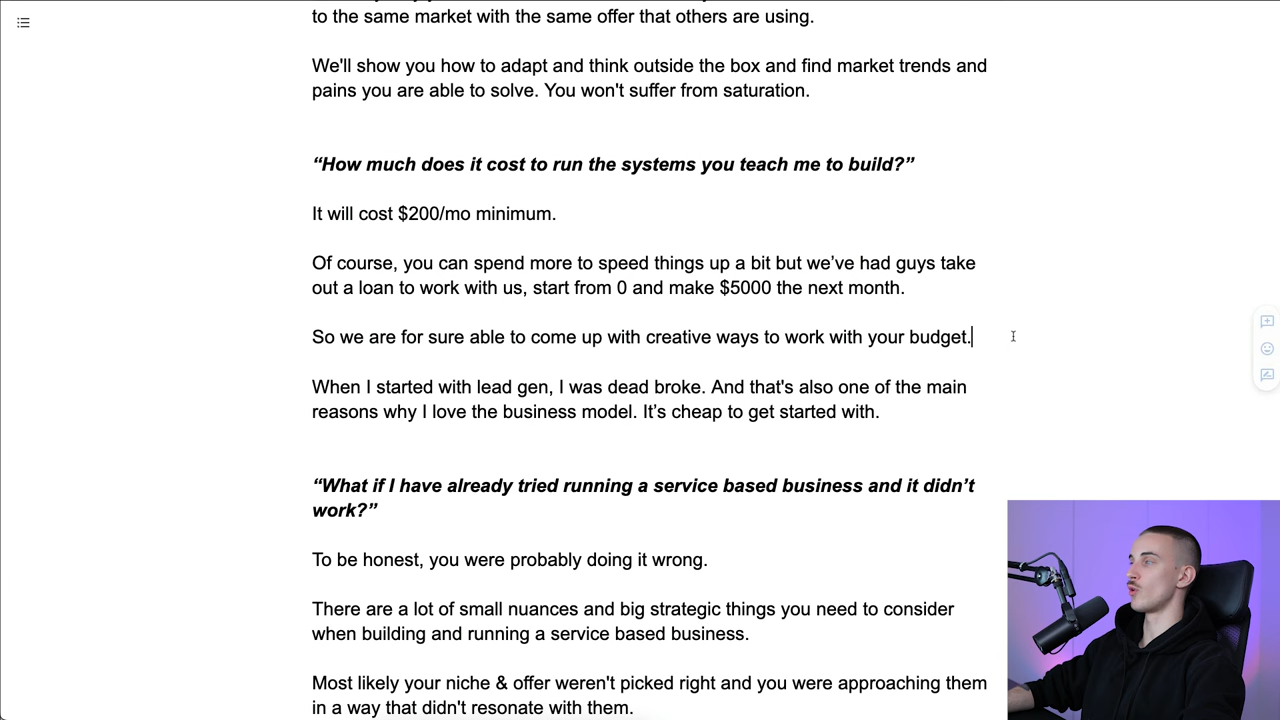 to the same market with the same offer that others are using.
We'll show you how to adapt and think outside the box and find market trends and
pains you are able to solve. You won't suffer from saturation.
“How much does it cost to run the systems you teach me to build?”
It will cost $200/mo minimum.
Of course, you can spend more to speed things up a bit but we’ve had guys take
out a loan to work with us, start from 0 and make $5000 the next month.
So we are for sure able to come up with creative ways to work with your budget.
When I started with lead gen, I was dead broke. And that's also one of the main
reasons why I love the business model. It’s cheap to get started with.
“What if I have already tried running a service based business and it didn’t
work?”
To be honest, you were probably doing it wrong.
There are a lot of small nuances and big strategic things you need to consider
when building and running a service based business.
Most likely your niche & offer weren't picked right and you were approaching them
in a way that didn't resonate with them.